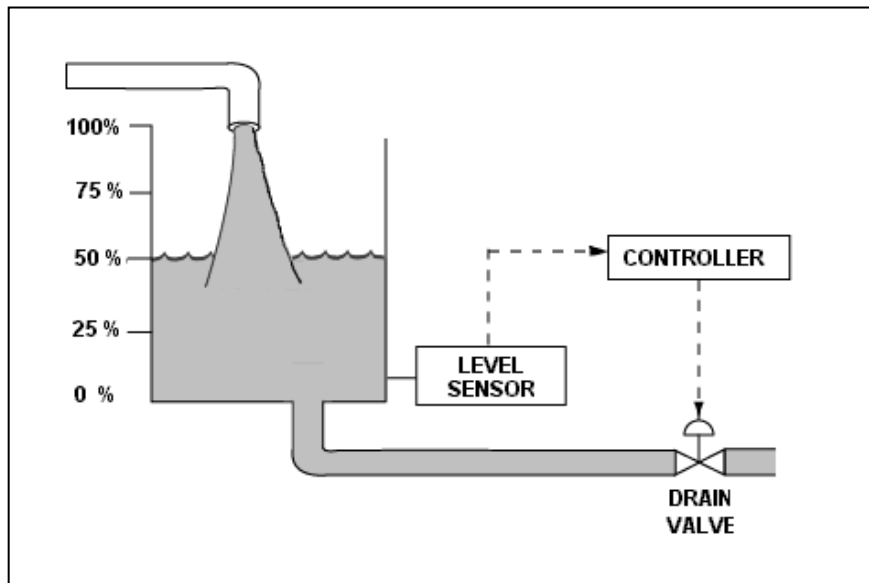 100%
75 %
50 %
25 %
0 %
CONTROLLER
LEVEL
SENSOR
DRAIN
VALVE